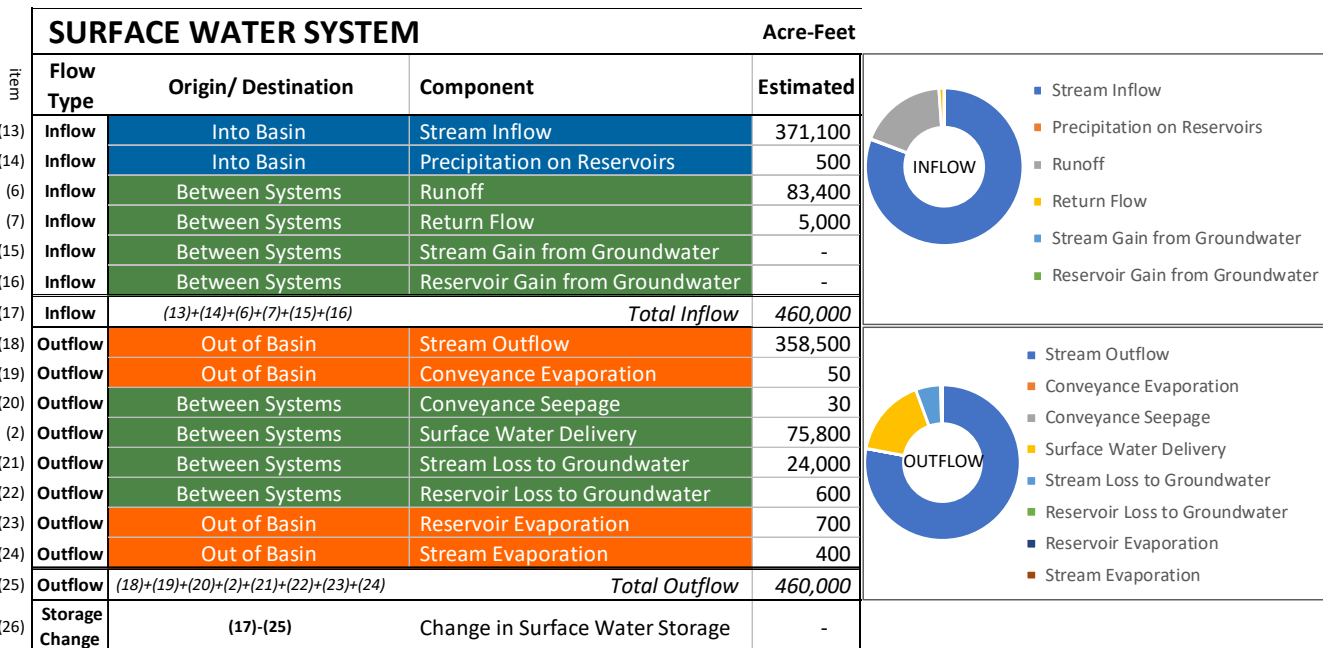 SURFACE WATER SYSTEM Acre-Feet
item Flow Type Origin/ Destination Component Estimated
(13) Inflow Into Basin Stream Inflow 371,100
(14) Inflow Into Basin Precipitation on Reservoirs 500
(6) Inflow Between Systems Runoff 83,400
(7) Inflow Between Systems Return Flow 5,000
(15) Inflow Between Systems Stream Gain from Groundwater -
(16) Inflow Between Systems Reservoir Gain from Groundwater -
(17) Inflow (13)+(14)+(6)+(7)+(15)+(16) Total Inflow 460,000
(18) Outflow Out of Basin Stream Outflow 358,500
(19) Outflow Out of Basin Conveyance Evaporation 50
(20) Outflow Between Systems Conveyance Seepage 30
(2) Outflow Between Systems Surface Water Delivery 75,800
(21) Outflow Between Systems Stream Loss to Groundwater 24,000
(22) Outflow Between Systems Reservoir Loss to Groundwater 600
(23) Outflow Out of Basin Reservoir Evaporation 700
(24) Outflow Out of Basin Stream Evaporation 400
(25) Outflow (18)+(19)+(20)+(2)+(21)+(22)+(23)+(24) Total Outflow 460,000
(26) Storage Change (17)-(25) Change in Surface Water Storage -
INFLOW
Stream Inflow
Precipitation on Reservoirs
Runoff
Return Flow
Stream Gain from Groundwater
Reservoir Gain from Groundwater
OUTFLOW
Stream Outflow
Conveyance Evaporation
Conveyance Seepage
Surface Water Delivery
Stream Loss to Groundwater
Reservoir Loss to Groundwater
Reservoir Evaporation
Stream Evaporation